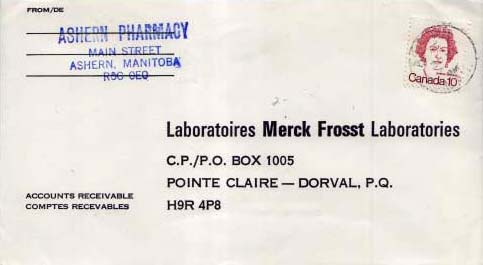 FROM/DE
ASHERN PHARMACY
MAIN STREET
ASHERN, MANITOBA
R0C 0E0
Canada 10
Laboratoires Merck Frosst Laboratories
C.P./P.O. BOX 1005
POINTE CLAIRE — DORVAL, P.Q.
H9R 4P8
ACCOUNTS RECEIVABLE
COMPTES RECEVABLES